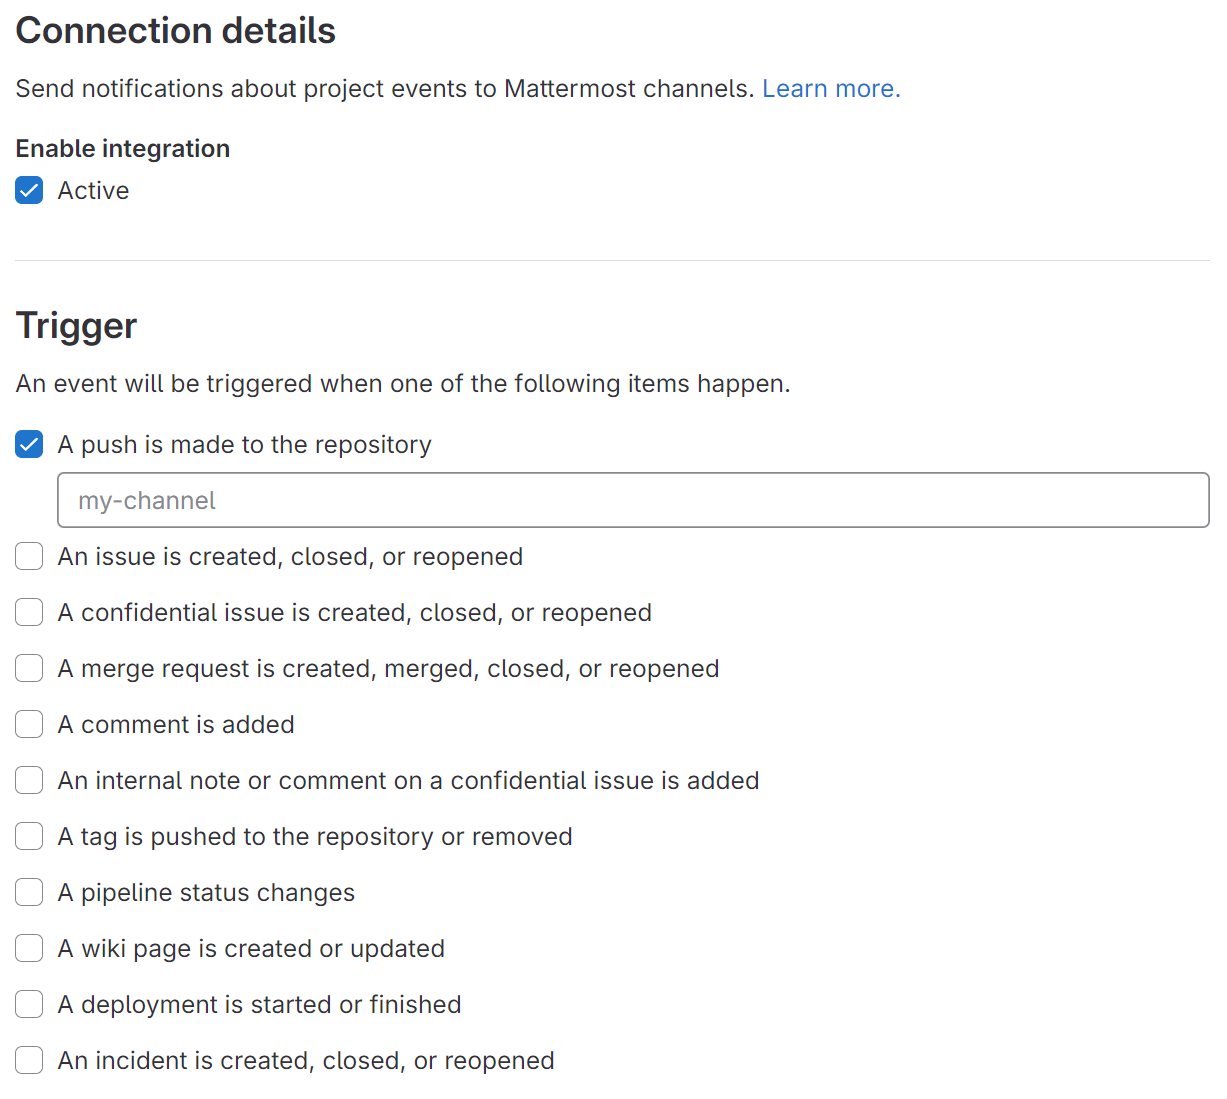 Connection details
Send notifications about project events to Mattermost channels. Learn more.
Enable integration
Active
Trigger
An event will be triggered when one of the following items happen.
A push is made to the repository
my-channel
An issue is created, closed, or reopened
A confidential issue is created, closed, or reopened
A merge request is created, merged, closed, or reopened
A comment is added
An internal note or comment on a confidential issue is added
A tag is pushed to the repository or removed
A pipeline status changes
A wiki page is created or updated
A deployment is started or finished
An incident is created, closed, or reopened